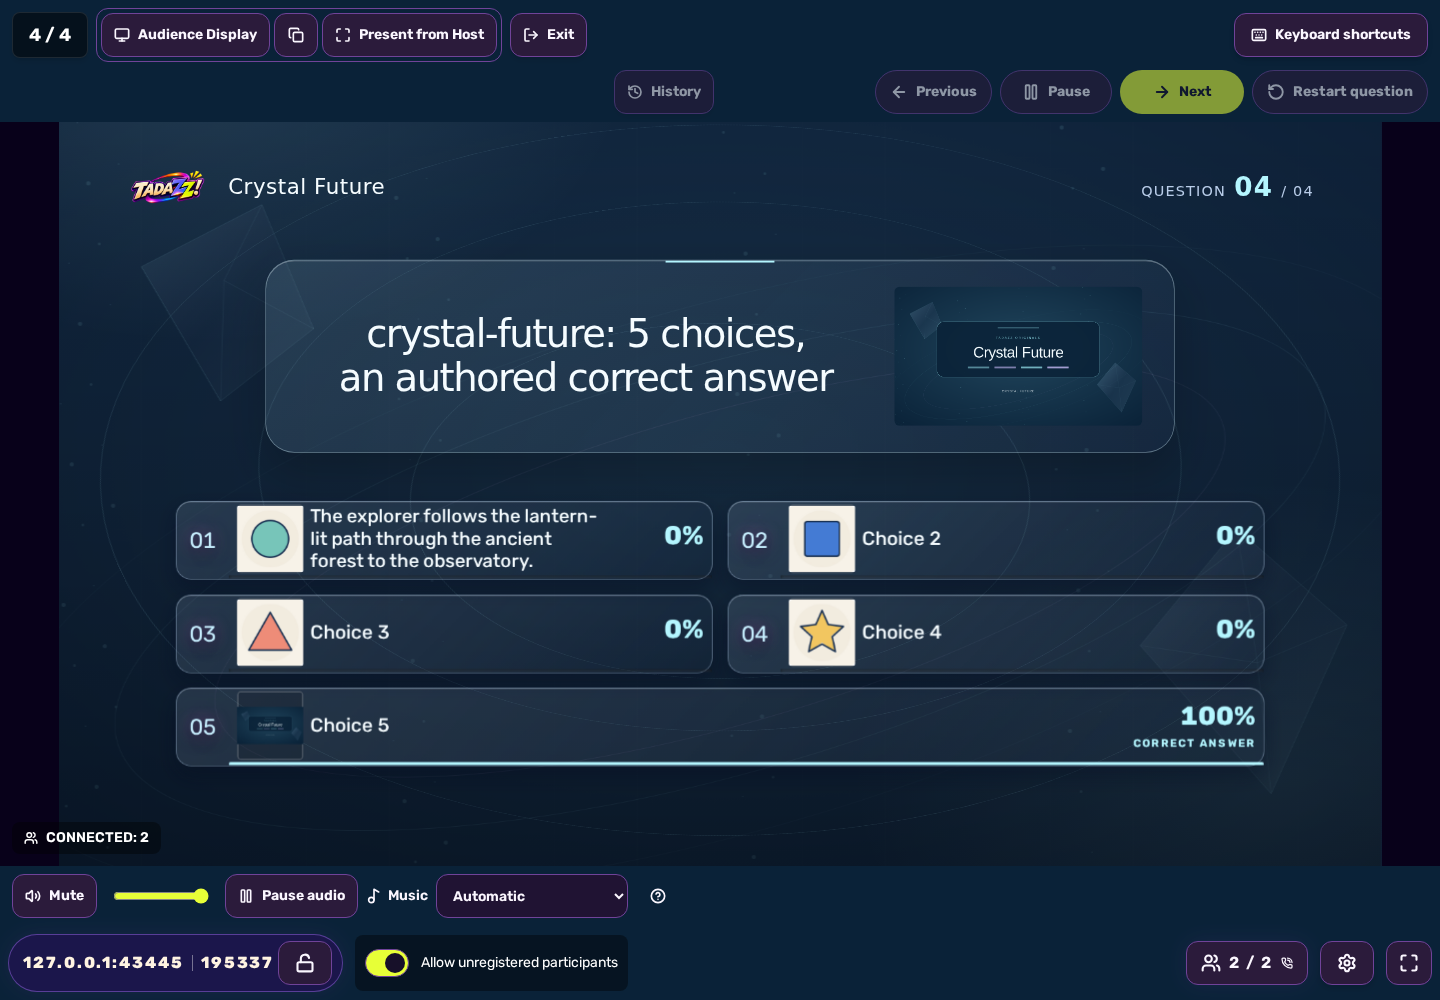 4 / 4
Audience Display
Present from Host
Exit
Keyboard shortcuts
History
Previous
Pause
Next
Restart question
TADAZZ!
Crystal Future
QUESTION 04 / 04
crystal-future: 5 choices,
an authored correct answer
Crystal Future
01
The explorer follows the lantern-
lit path through the ancient
forest to the observatory.
0%
02
Choice 2
0%
03
Choice 3
0%
04
Choice 4
0%
05
Crystal Future
Choice 5
100%
CORRECT ANSWER
CONNECTED: 2
Mute
Pause audio
Music
Automatic
127.0.0.1:43445
195337
Allow unregistered participants
2 / 2